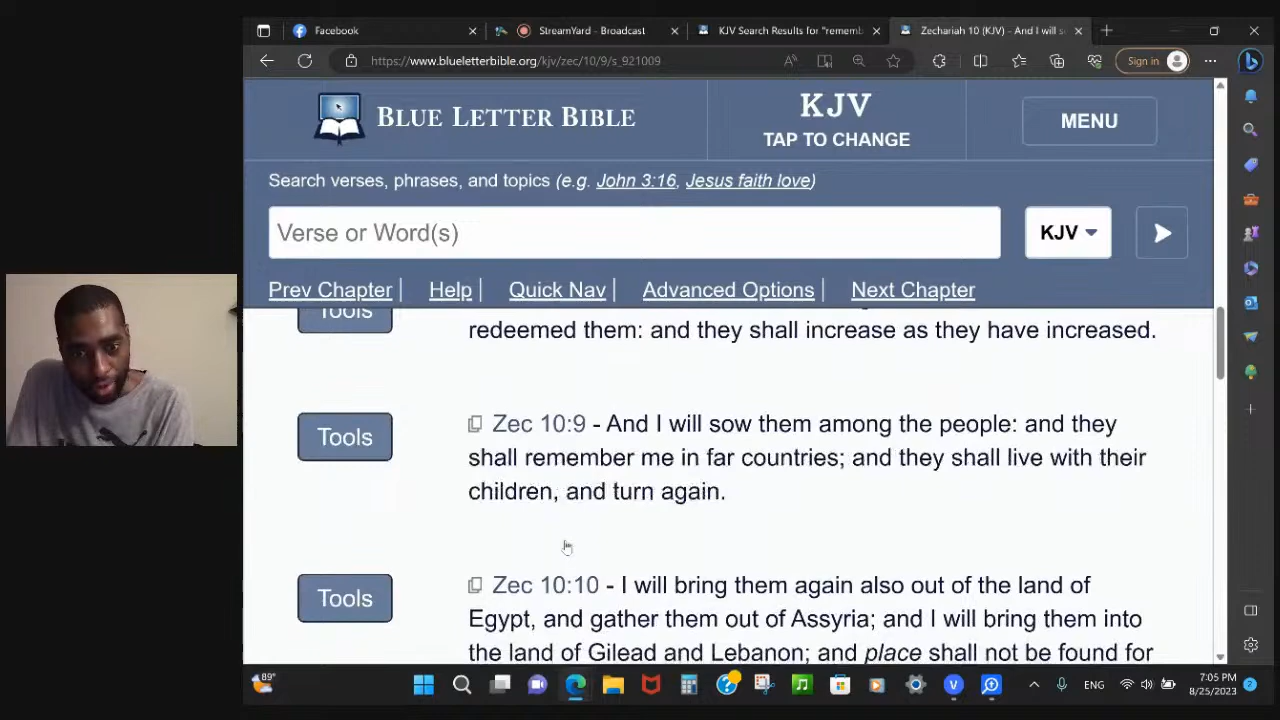 Facebook
StreamYard - Broadcast
KJV Search Results for "rememb
Zechariah 10 (KJV) - And I will s
https://www.blueletterbible.org/kjv/zec/10/9/s_921009
Sign in
BLUE LETTER BIBLE
KJV
TAP TO CHANGE
MENU
Search verses, phrases, and topics (e.g. John 3:16, Jesus faith love)
Verse or Word(s)
KJV
Prev Chapter | Help | Quick Nav | Advanced Options | Next Chapter
Tools
redeemed them: and they shall increase as they have increased.
Tools
Zec 10:9 - And I will sow them among the people: and they
shall remember me in far countries; and they shall live with their
children, and turn again.
Tools
Zec 10:10 - I will bring them again also out of the land of
Egypt, and gather them out of Assyria; and I will bring them into
the land of Gilead and Lebanon; and place shall not be found for
89°
ENG
7:05 PM
8/25/2023